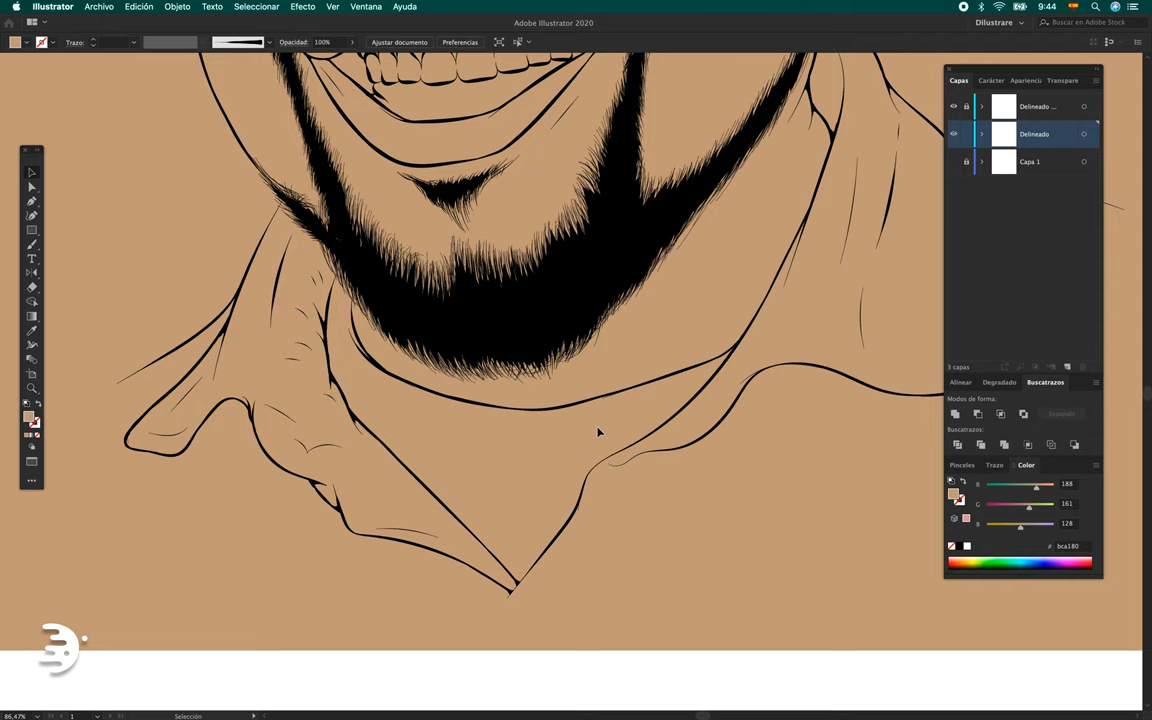 Illustrator Archivo Edición Objeto Texto Seleccionar Efecto Ver Ventana Ayuda 9:44
Adobe Illustrator 2020 Dilustrare Buscar en Adobe Stock
Trazo: Opacidad: 100% Ajustar documento Preferencias
Capas Carácter Aparienci Transpare
Delineado ...
Delineado
Capa 1
3 capas
Alinear Degradado Buscatrazos
Modos de forma:
Expandir
Buscatrazos:
Pinceles Trazo Color
R 188
G 161
B 128
# bca180
86,47% 1 Selección